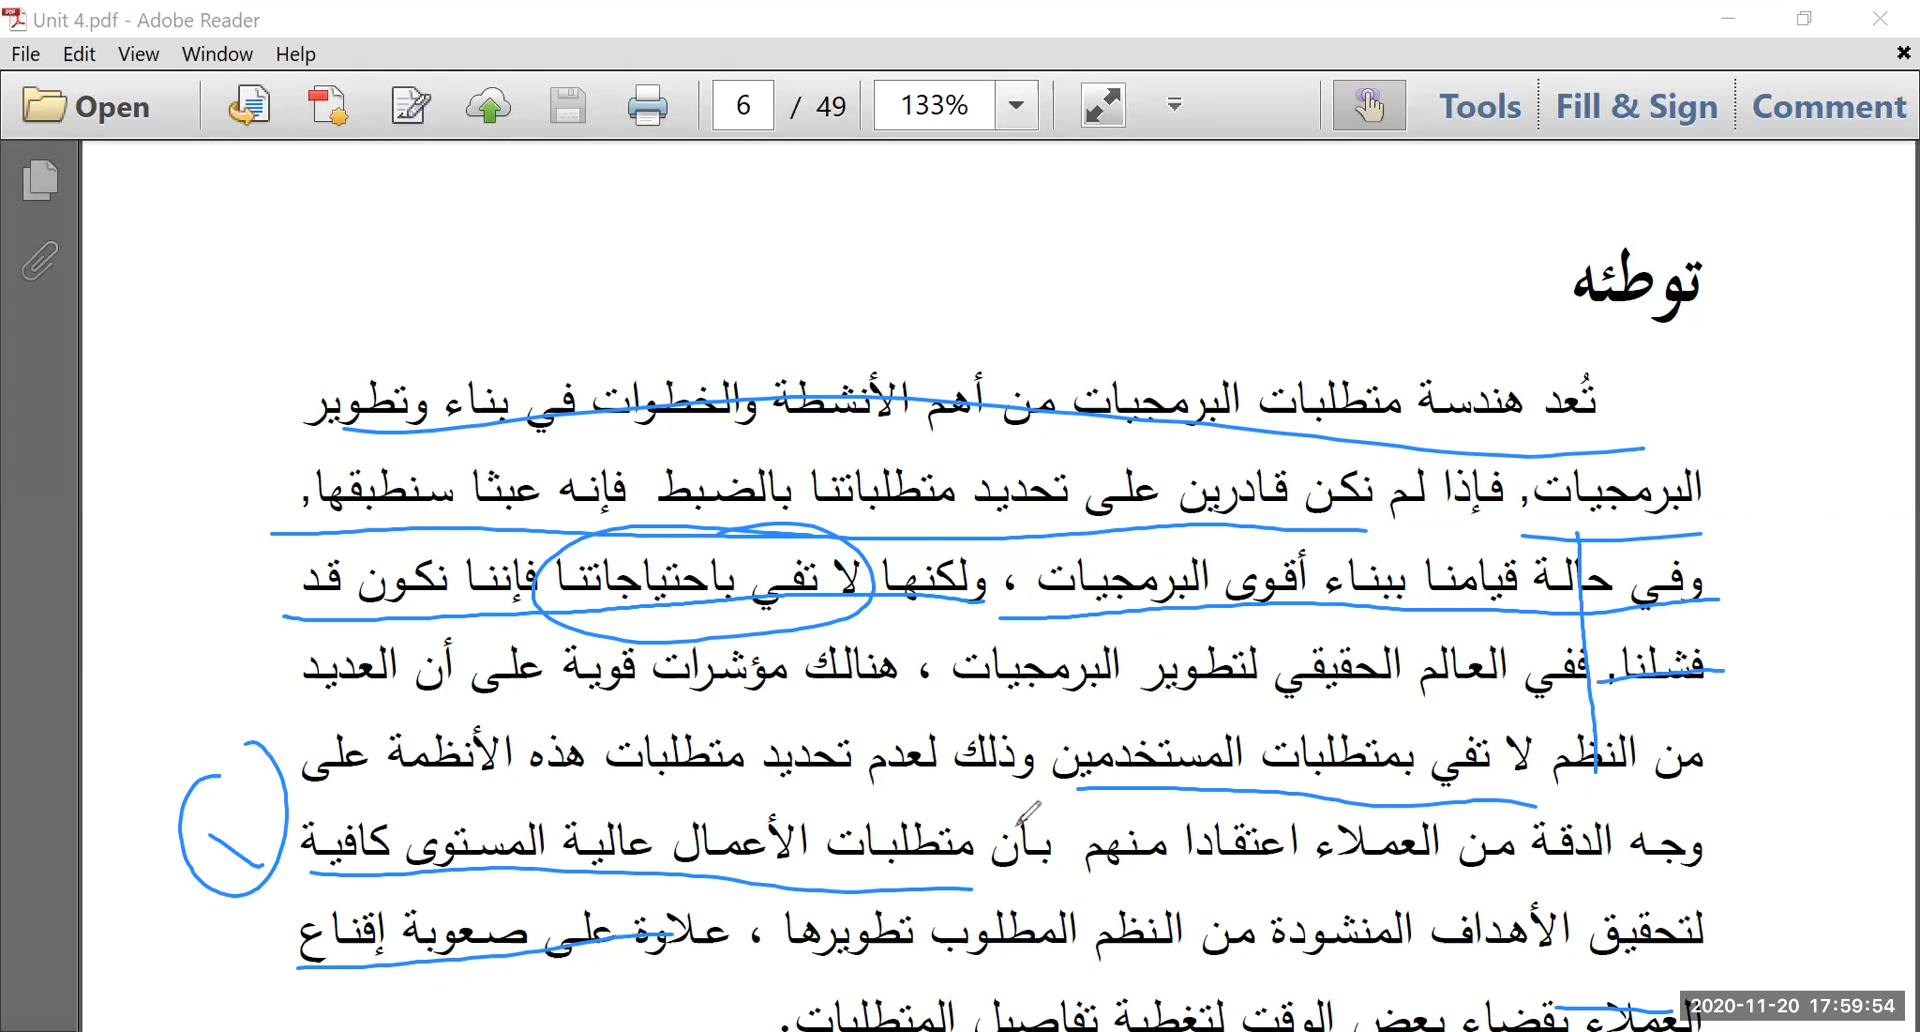 Unit 4.pdf - Adobe Reader
File Edit View Window Help
Open 6 / 49 133% Tools Fill & Sign Comment
توطئه
تُعد هندسة متطلبات البرمجيات من أهم الأنشطة والخطوات في بناء وتطوير
البرمجيات, فإذا لم نكن قادرين على تحديد متطلباتنا بالضبط فإنه عبثا سنطبقها,
وفي حالة قيامنا ببناء أقوى البرمجيات ، ولكنها لا تفي باحتياجاتنا فإننا نكون قد
فشلنا, ففي العالم الحقيقي لتطوير البرمجيات ، هنالك مؤشرات قوية على أن العديد
من النظم لا تفي بمتطلبات المستخدمين وذلك لعدم تحديد متطلبات هذه الأنظمة على
وجه الدقة من العملاء اعتقادا منهم بأن متطلبات الأعمال عالية المستوى كافية
لتحقيق الأهداف المنشودة من النظم المطلوب تطويرها ، علاوة على صعوبة إقناع
العملاء بقضاء بعض الوقت لتغطية تفاصيل المتطلبات.
2020-11-20 17:59:54